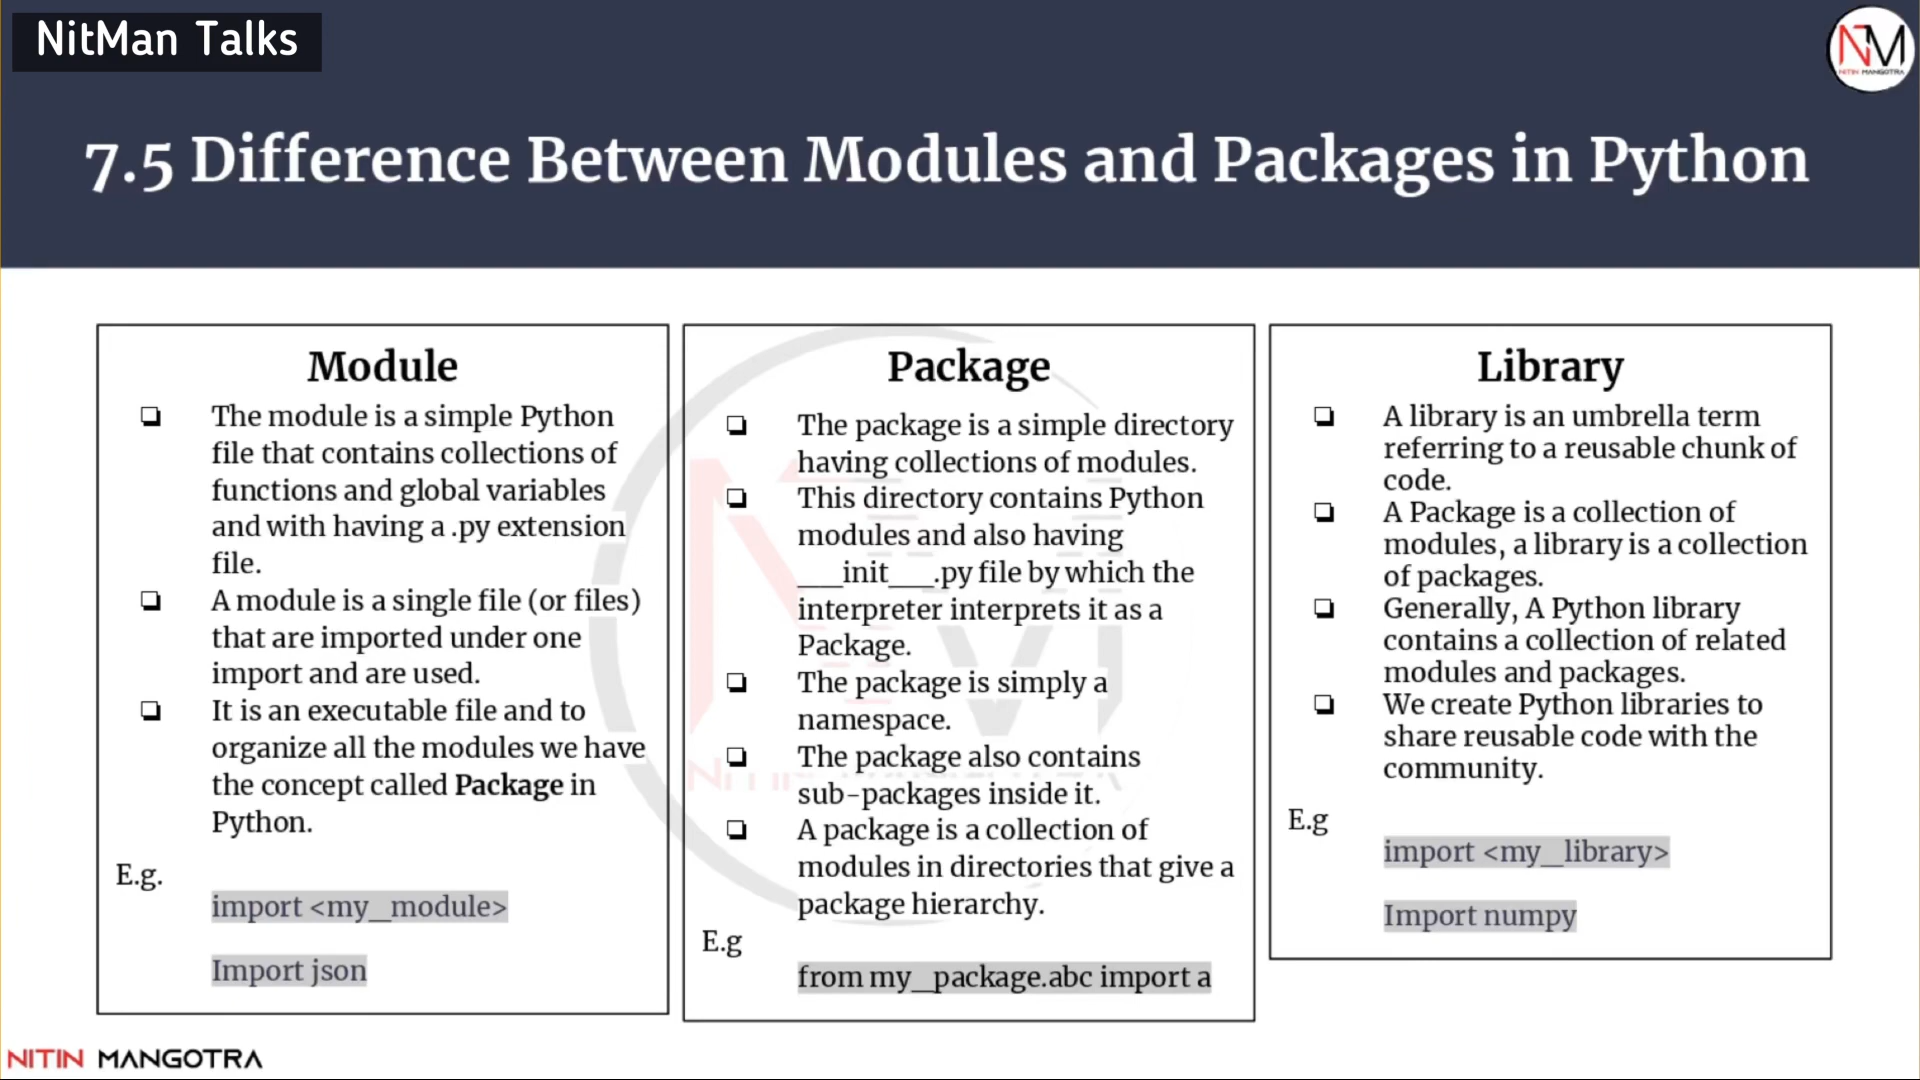 NitMan Talks
NM
NITIN MANGOTRA
7.5 Difference Between Modules and Packages in Python
Module
❏ The module is a simple Python
file that contains collections of
functions and global variables
and with having a .py extension
file.
❏ A module is a single file (or files)
that are imported under one
import and are used.
❏ It is an executable file and to
organize all the modules we have
the concept called Package in
Python.
E.g.
import <my_module>
Import json
Package
❏ The package is a simple directory
having collections of modules.
❏ This directory contains Python
modules and also having
__init__.py file by which the
interpreter interprets it as a
Package.
❏ The package is simply a
namespace.
❏ The package also contains
sub-packages inside it.
❏ A package is a collection of
modules in directories that give a
package hierarchy.
E.g
from my_package.abc import a
Library
❏ A library is an umbrella term
referring to a reusable chunk of
code.
❏ A Package is a collection of
modules, a library is a collection
of packages.
❏ Generally, A Python library
contains a collection of related
modules and packages.
❏ We create Python libraries to
share reusable code with the
community.
E.g
import <my_library>
Import numpy
NITIN MANGOTRA